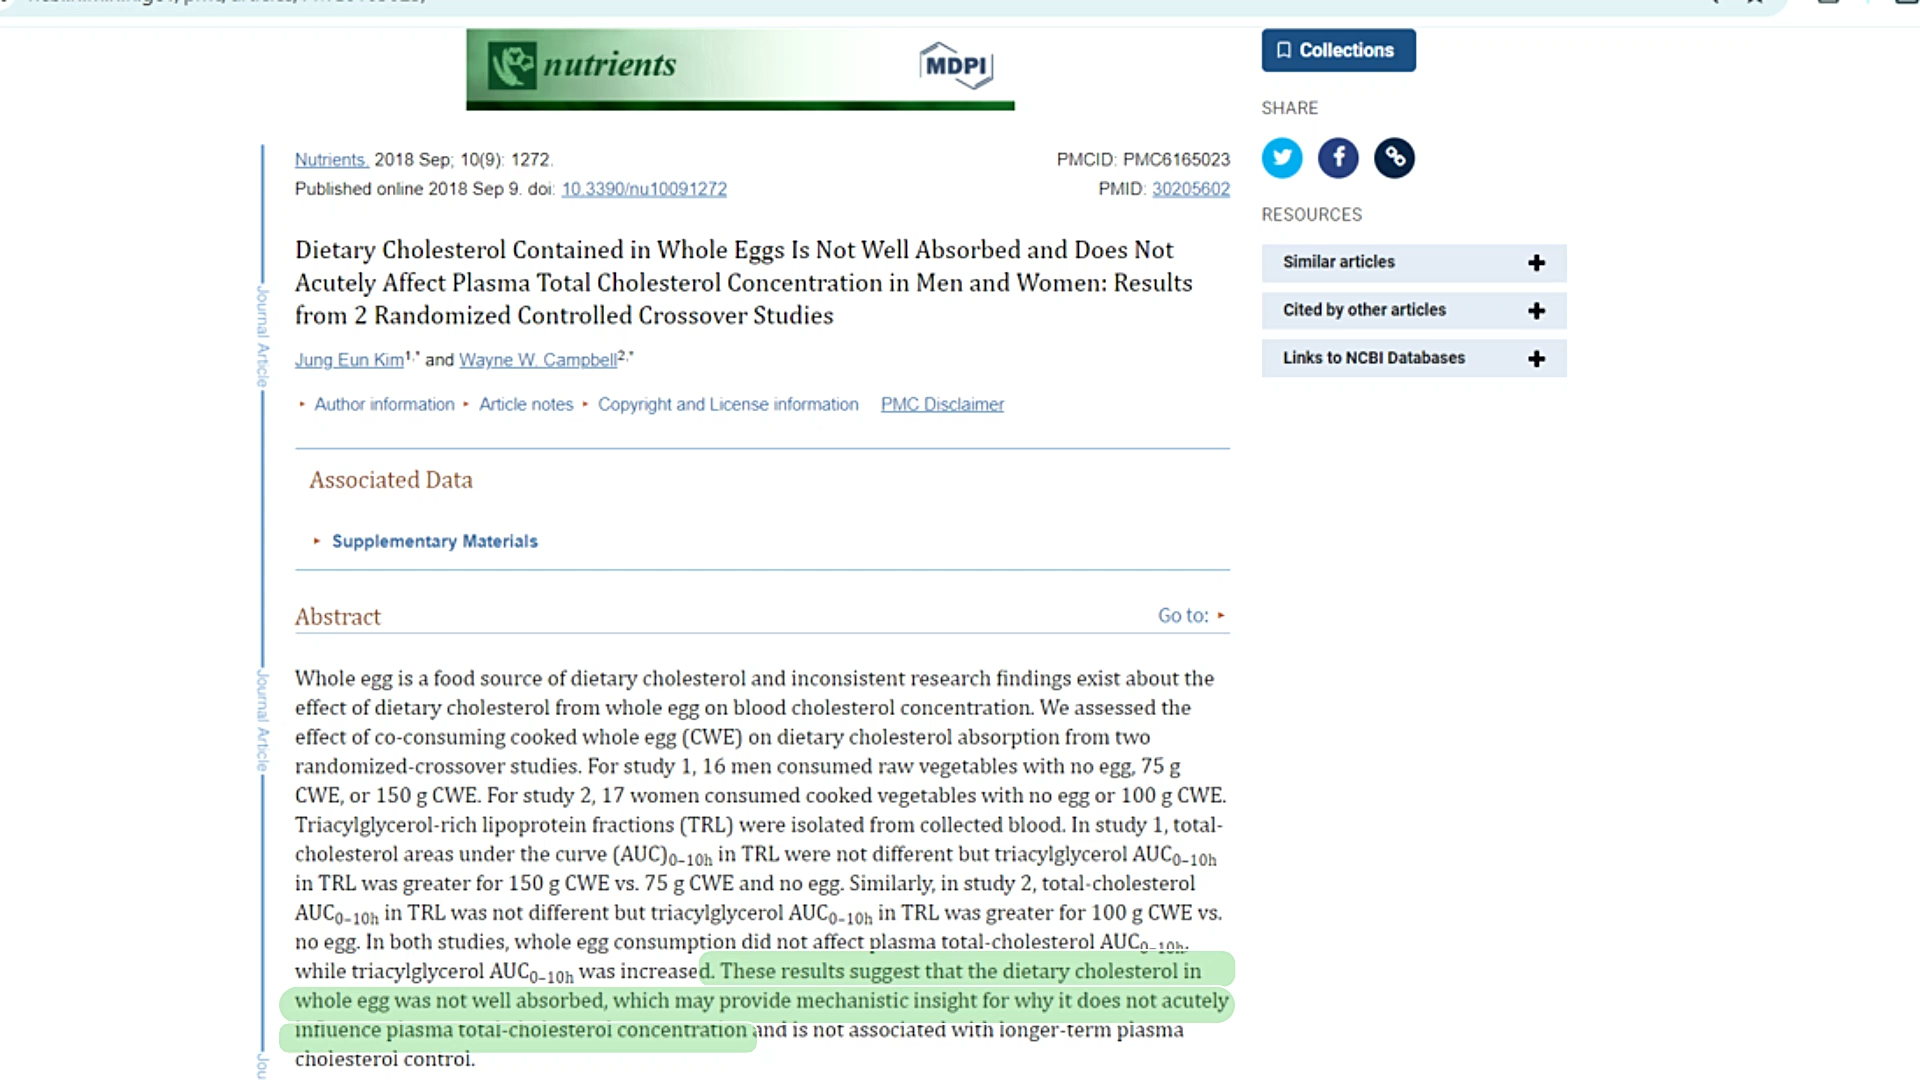 nutrients
MDPI
Collections
SHARE
Nutrients. 2018 Sep; 10(9): 1272.
PMCID: PMC6165023
Published online 2018 Sep 9. doi: 10.3390/nu10091272
PMID: 30205602
RESOURCES
Dietary Cholesterol Contained in Whole Eggs Is Not Well Absorbed and Does Not
Acutely Affect Plasma Total Cholesterol Concentration in Men and Women: Results
from 2 Randomized Controlled Crossover Studies
Similar articles
Cited by other articles
Links to NCBI Databases
Jung Eun Kim1,* and Wayne W. Campbell2,*
Author information Article notes Copyright and License information PMC Disclaimer
Associated Data
Supplementary Materials
Abstract
Go to:
Whole egg is a food source of dietary cholesterol and inconsistent research findings exist about the
effect of dietary cholesterol from whole egg on blood cholesterol concentration. We assessed the
effect of co-consuming cooked whole egg (CWE) on dietary cholesterol absorption from two
randomized-crossover studies. For study 1, 16 men consumed raw vegetables with no egg, 75 g
CWE, or 150 g CWE. For study 2, 17 women consumed cooked vegetables with no egg or 100 g CWE.
Triacylglycerol-rich lipoprotein fractions (TRL) were isolated from collected blood. In study 1, total-
cholesterol areas under the curve (AUC)0–10h in TRL were not different but triacylglycerol AUC0–10h
in TRL was greater for 150 g CWE vs. 75 g CWE and no egg. Similarly, in study 2, total-cholesterol
AUC0–10h in TRL was not different but triacylglycerol AUC0–10h in TRL was greater for 100 g CWE vs.
no egg. In both studies, whole egg consumption did not affect plasma total-cholesterol AUC0–10h,
while triacylglycerol AUC0–10h was increased. These results suggest that the dietary cholesterol in
whole egg was not well absorbed, which may provide mechanistic insight for why it does not acutely
influence plasma total-cholesterol concentration and is not associated with longer-term plasma
cholesterol control.
Journal Article
Journal Article
Jou